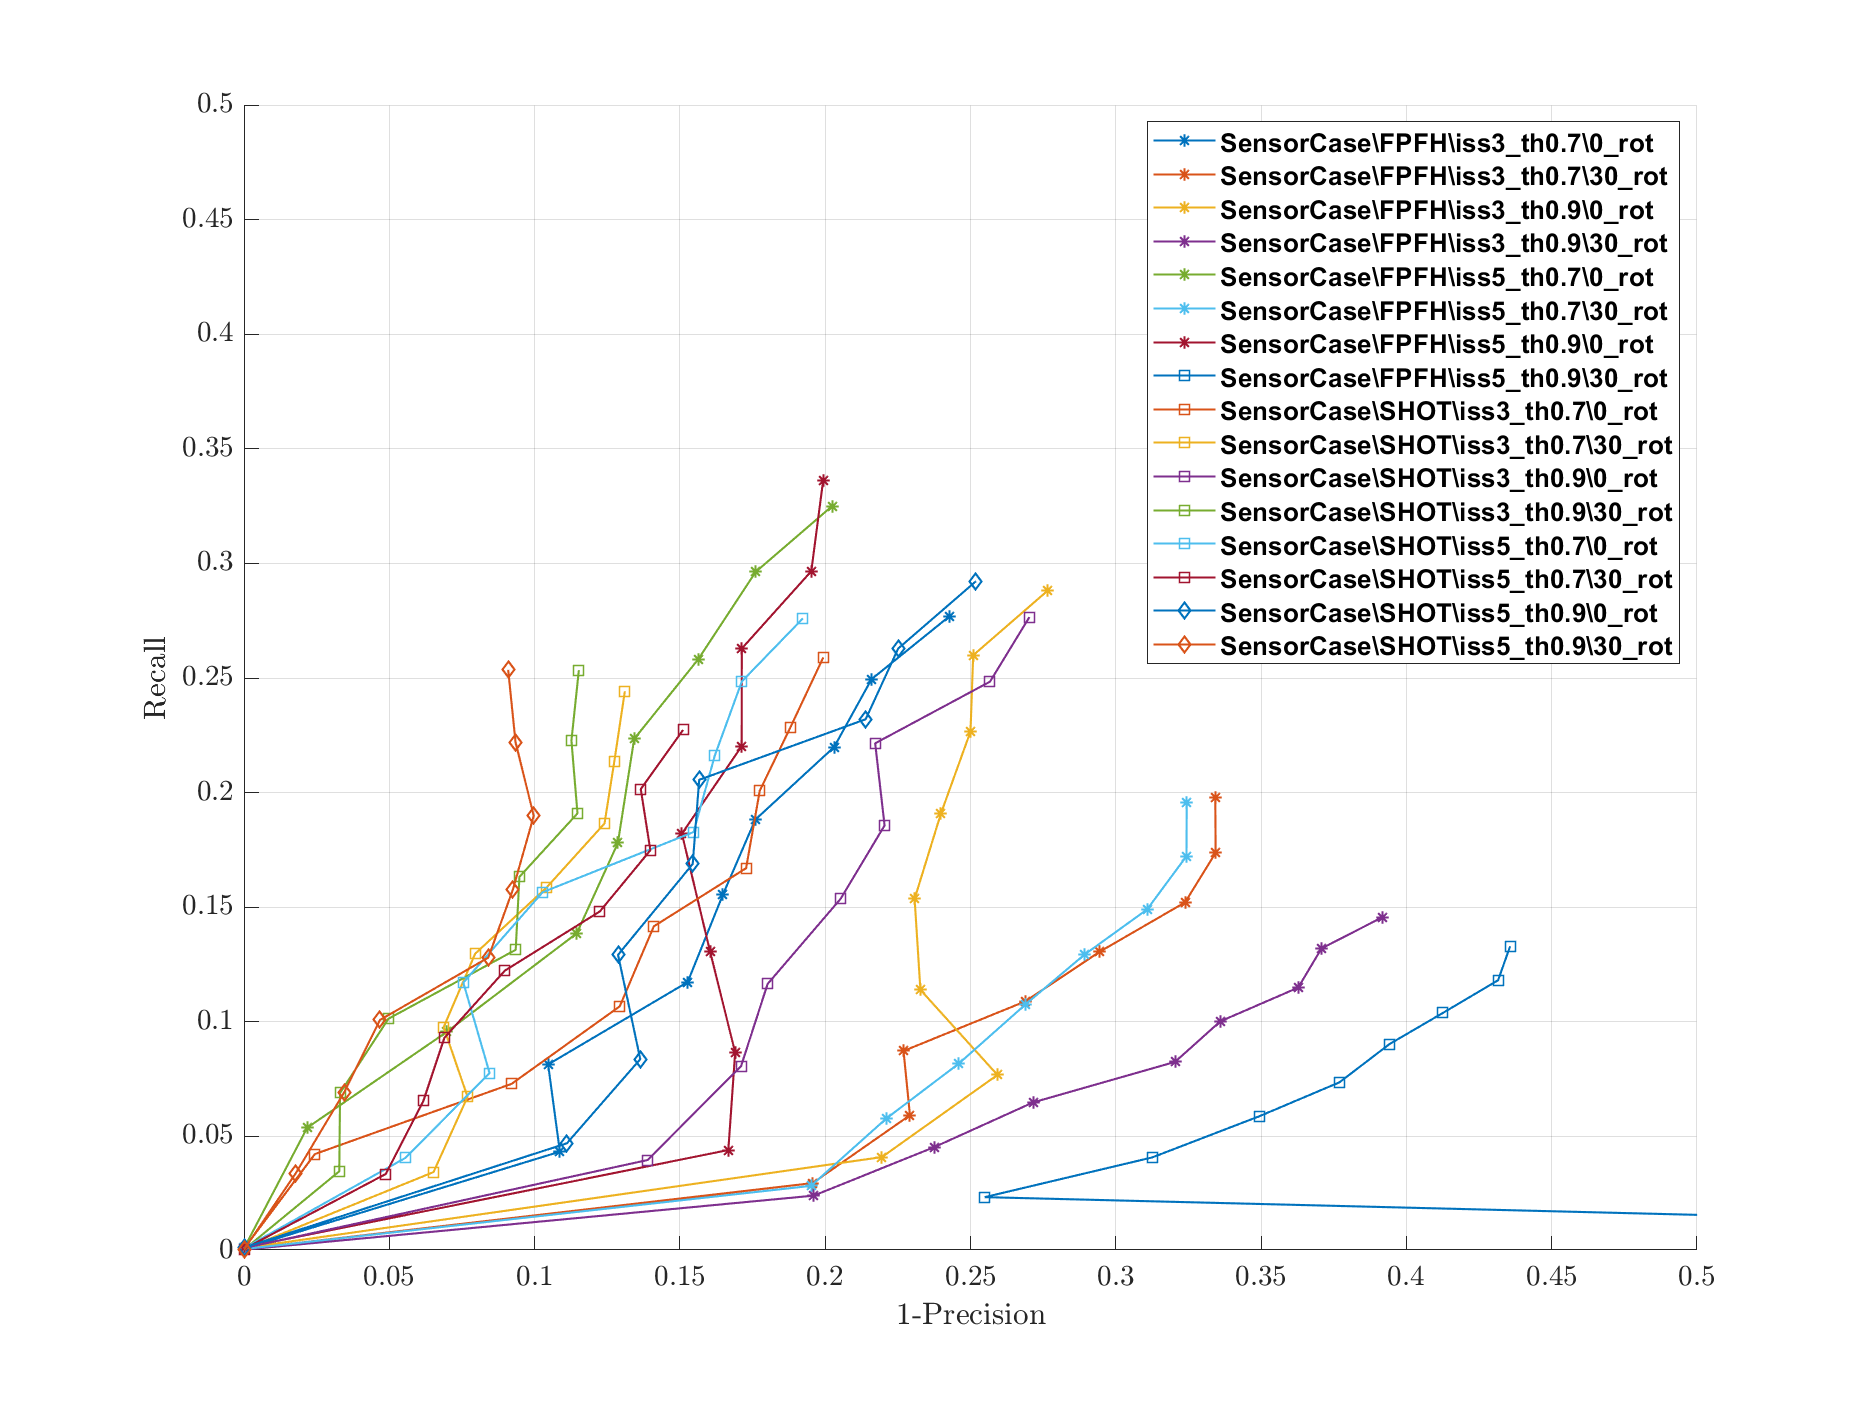 0.5
0.45
0.4
0.35
0.3
0.25
0.2
0.15
0.1
0.05
0
Recall
SensorCase\FPFH\iss3_th0.7\0_rot
SensorCase\FPFH\iss3_th0.7\30_rot
SensorCase\FPFH\iss3_th0.9\0_rot
SensorCase\FPFH\iss3_th0.9\30_rot
SensorCase\FPFH\iss5_th0.7\0_rot
SensorCase\FPFH\iss5_th0.7\30_rot
SensorCase\FPFH\iss5_th0.9\0_rot
SensorCase\FPFH\iss5_th0.9\30_rot
SensorCase\SHOT\iss3_th0.7\0_rot
SensorCase\SHOT\iss3_th0.7\30_rot
SensorCase\SHOT\iss3_th0.9\0_rot
SensorCase\SHOT\iss3_th0.9\30_rot
SensorCase\SHOT\iss5_th0.7\0_rot
SensorCase\SHOT\iss5_th0.7\30_rot
SensorCase\SHOT\iss5_th0.9\0_rot
SensorCase\SHOT\iss5_th0.9\30_rot
0 0.05 0.1 0.15 0.2 0.25 0.3 0.35 0.4 0.45 0.5
1-Precision